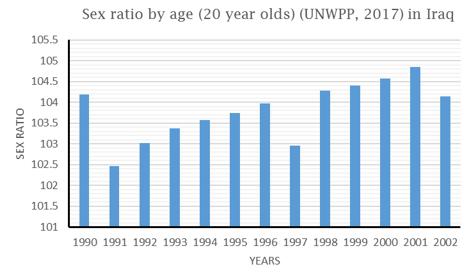 Sex ratio by age (20 year olds) (UNWPP, 2017) in Iraq
105.5
105
104.5
104
103.5
103
102.5
102
101.5
101
SEX RATIO
1990 1991 1992 1993 1994 1995 1996 1997 1998 1999 2000 2001 2002
YEARS